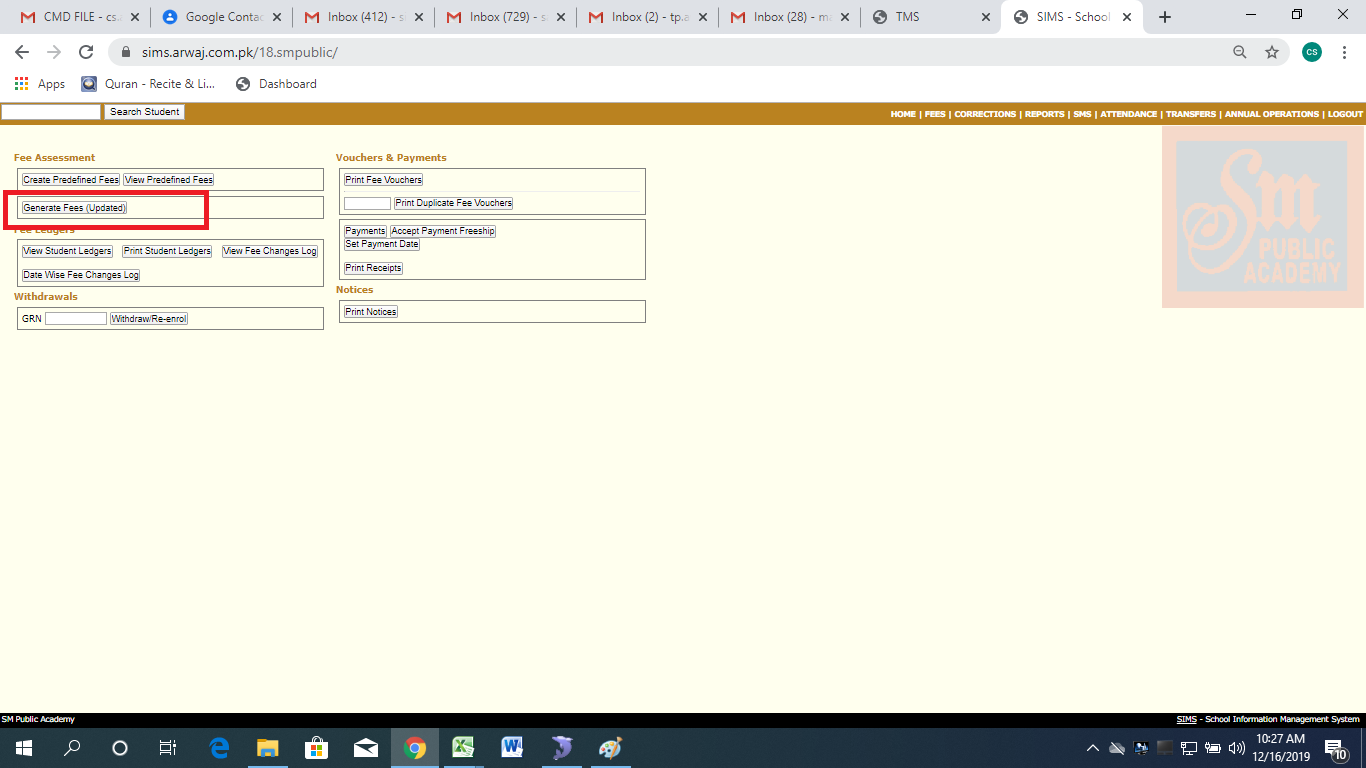 CMD FILE - cs.
Google Contac
Inbox (412) - s
Inbox (729) - s
Inbox (2) - tp.a
Inbox (28) - m
TMS
SIMS - School
sims.arwaj.com.pk/18.smpublic/
CS
Apps
Quran - Recite & Li...
Dashboard
Search Student
HOME | FEES | CORRECTIONS | REPORTS | SMS | ATTENDANCE | TRANSFERS | ANNUAL OPERATIONS | LOGOUT
Fee Assessment
Create Predefined Fees View Predefined Fees
Generate Fees (Updated)
Fee Ledgers
View Student Ledgers Print Student Ledgers View Fee Changes Log
Date Wise Fee Changes Log
Withdrawals
GRN Withdraw/Re-enrol
Vouchers & Payments
Print Fee Vouchers
Print Duplicate Fee Vouchers
Payments Accept Payment Freeship
Set Payment Date
Print Receipts
Notices
Print Notices
Sm
PUBLIC
ACADEMY
SM Public Academy
SIMS - School Information Management System
10:27 AM
12/16/2019
10